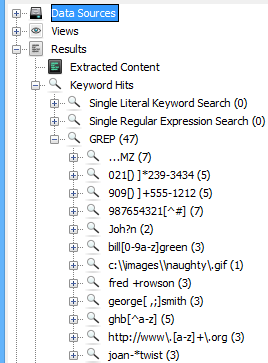 Data Sources
Views
Results
Extracted Content
Keyword Hits
Single Literal Keyword Search (0)
Single Regular Expression Search (0)
GREP (47)
...MZ (7)
021[) ]*239-3434 (5)
909[) ]+555-1212 (5)
987654321[^#] (7)
Joh?n (2)
bill[0-9a-z]green (3)
c:\\images\\naughty\.gif (1)
fred +rowson (3)
george[ ,;]smith (3)
ghb[^a-z] (5)
http://www\.[a-z]+\.org (3)
joan-*twist (3)